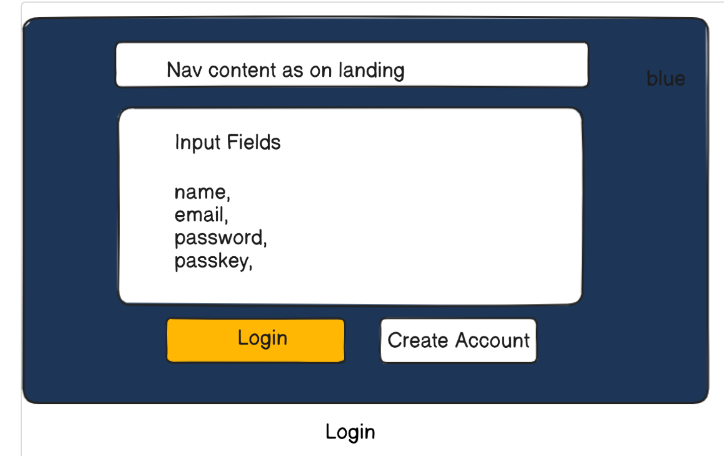 Nav content as on landing
blue
Input Fields
name,
email,
password,
passkey,
Login
Create Account
Login